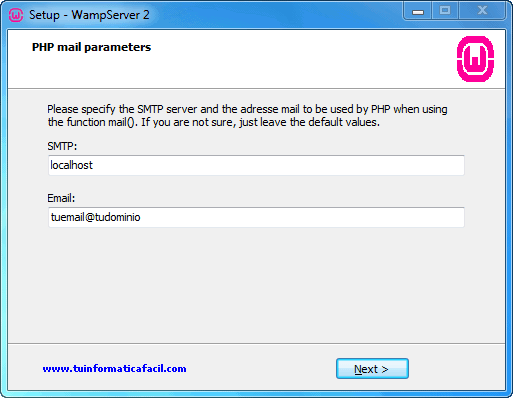 Setup - WampServer 2
PHP mail parameters
Please specify the SMTP server and the adresse mail to be used by PHP when using
the function mail(). If you are not sure, just leave the default values.
SMTP:
localhost
Email:
tuemail@tudominio
www.tuinformaticafacil.com
Next >